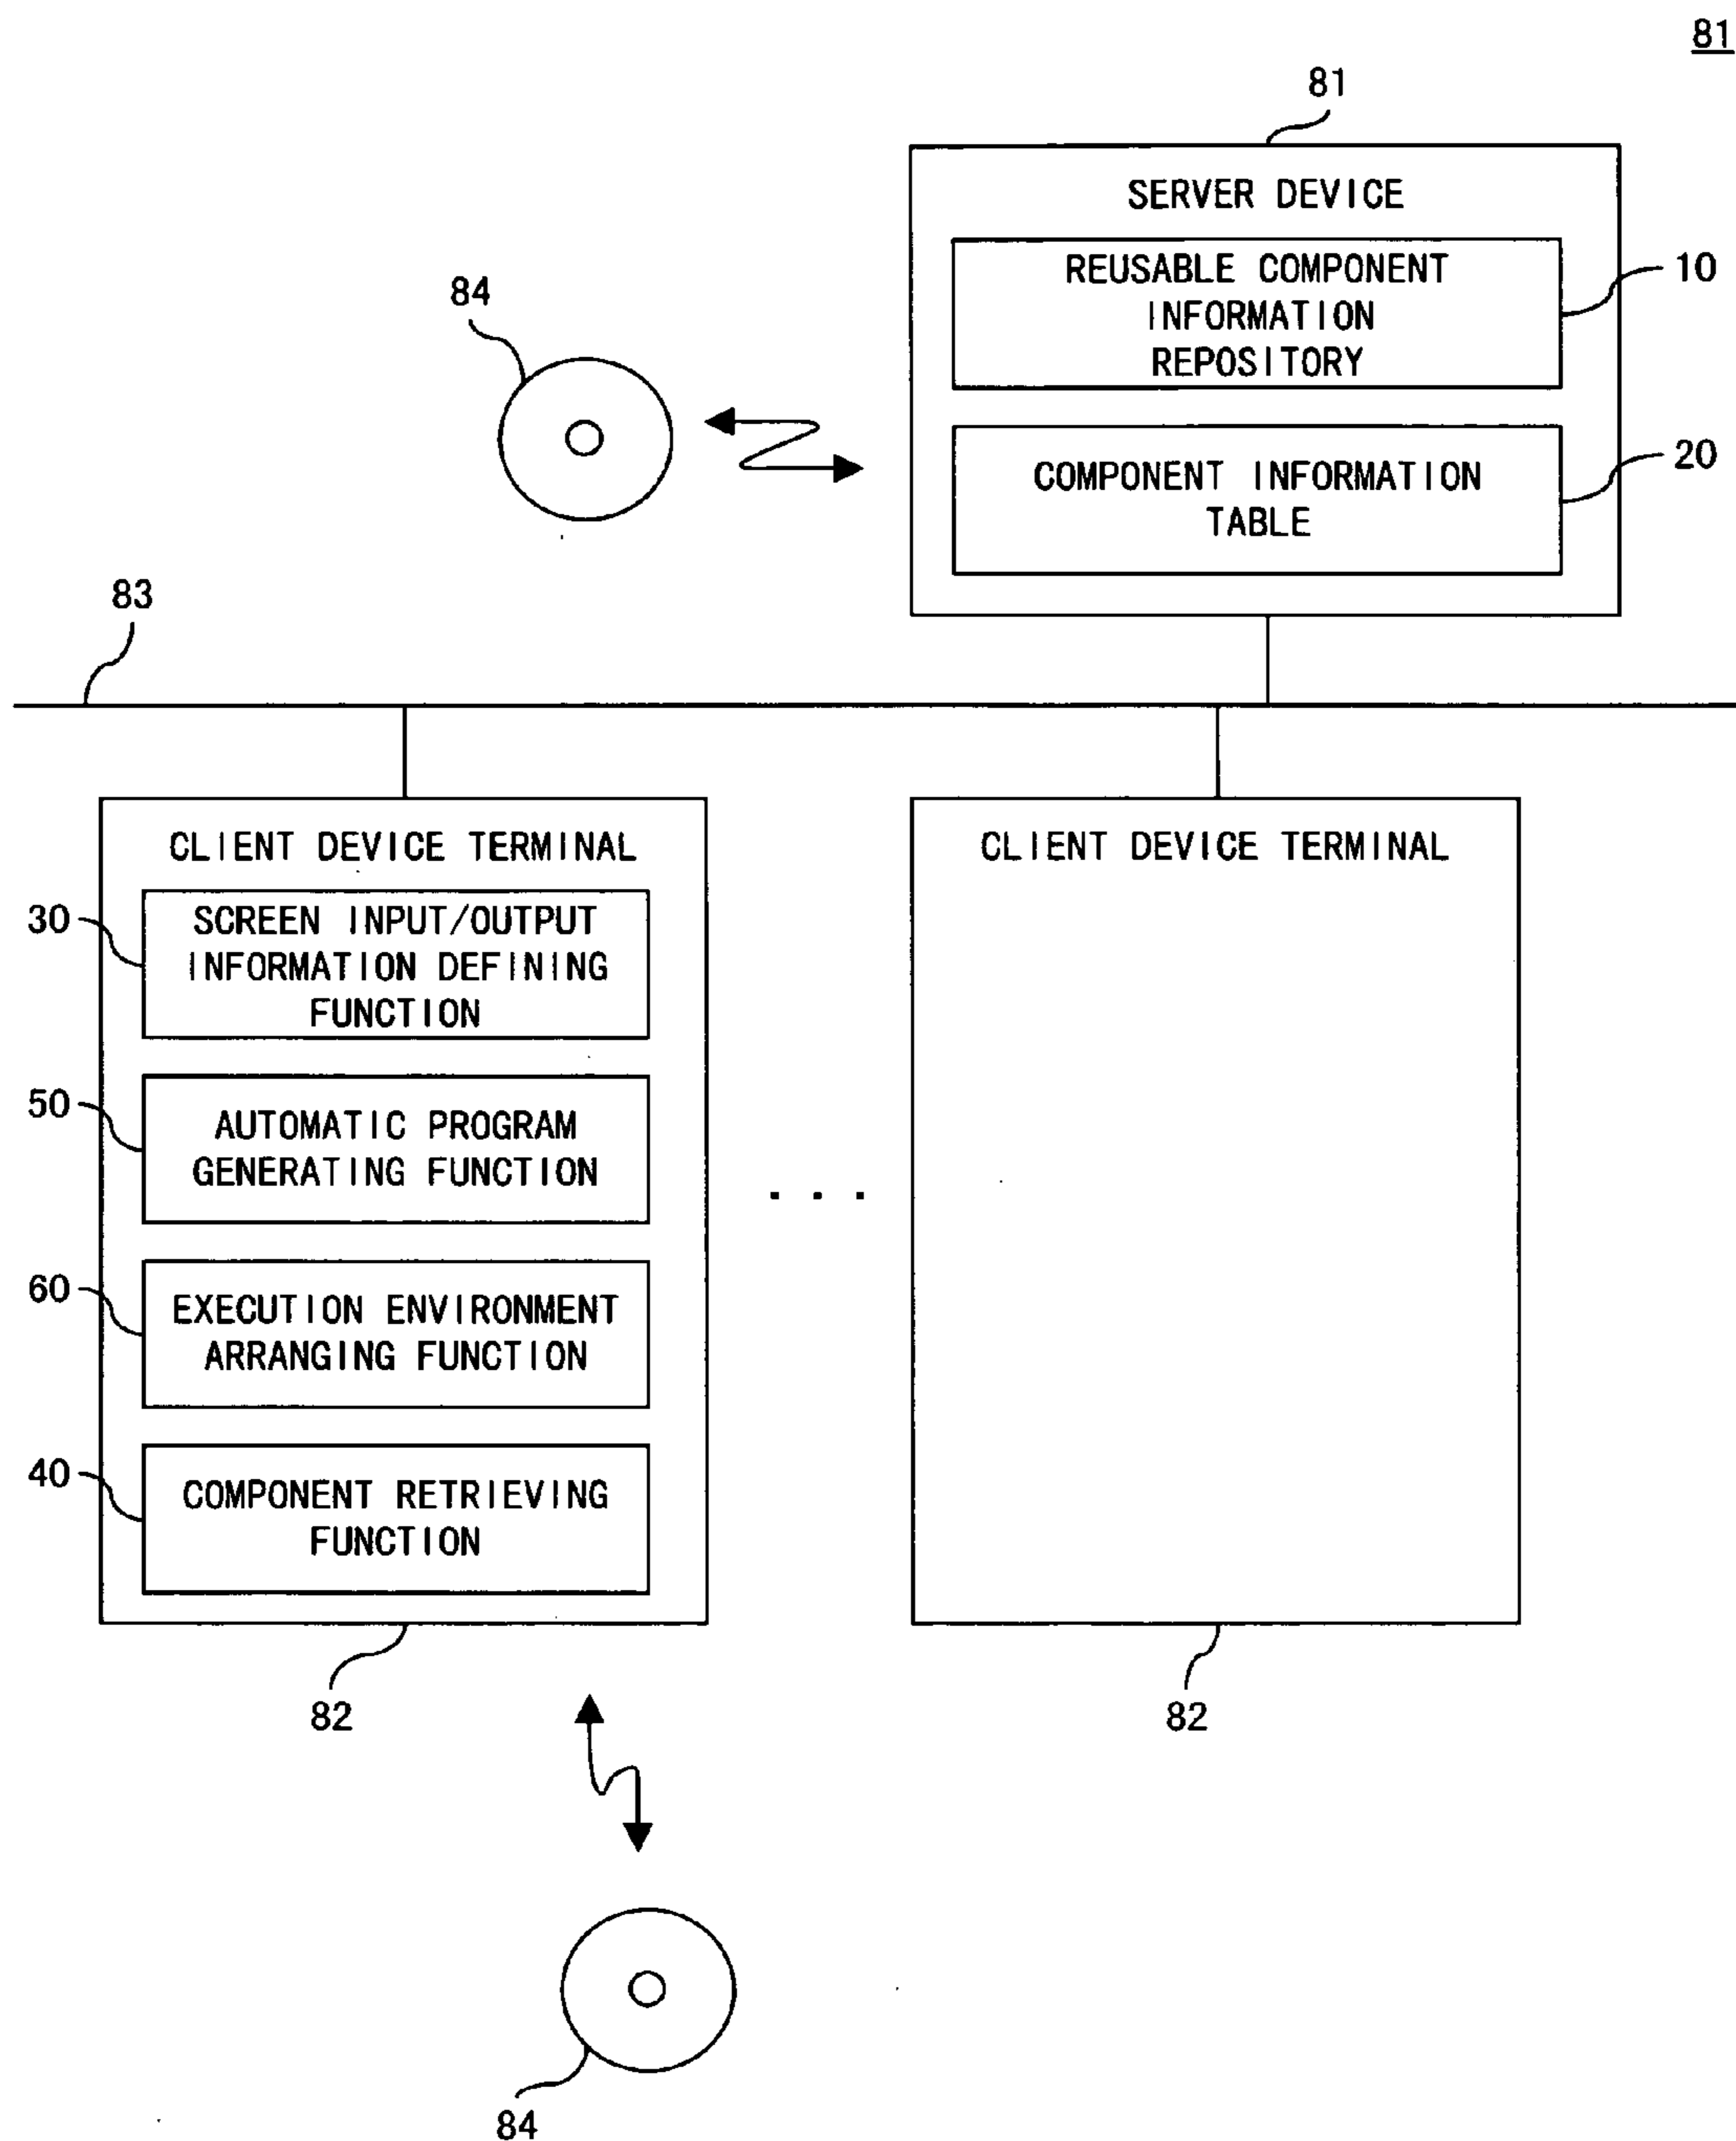 81
81
SERVER DEVICE
REUSABLE COMPONENT
INFORMATION
REPOSITORY
10
84
COMPONENT INFORMATION
TABLE
20
83
CLIENT DEVICE TERMINAL
30
SCREEN INPUT/OUTPUT
INFORMATION DEFINING
FUNCTION
50
AUTOMATIC PROGRAM
GENERATING FUNCTION
60
EXECUTION ENVIRONMENT
ARRANGING FUNCTION
40
COMPONENT RETRIEVING
FUNCTION
82
. . .
CLIENT DEVICE TERMINAL
82
84